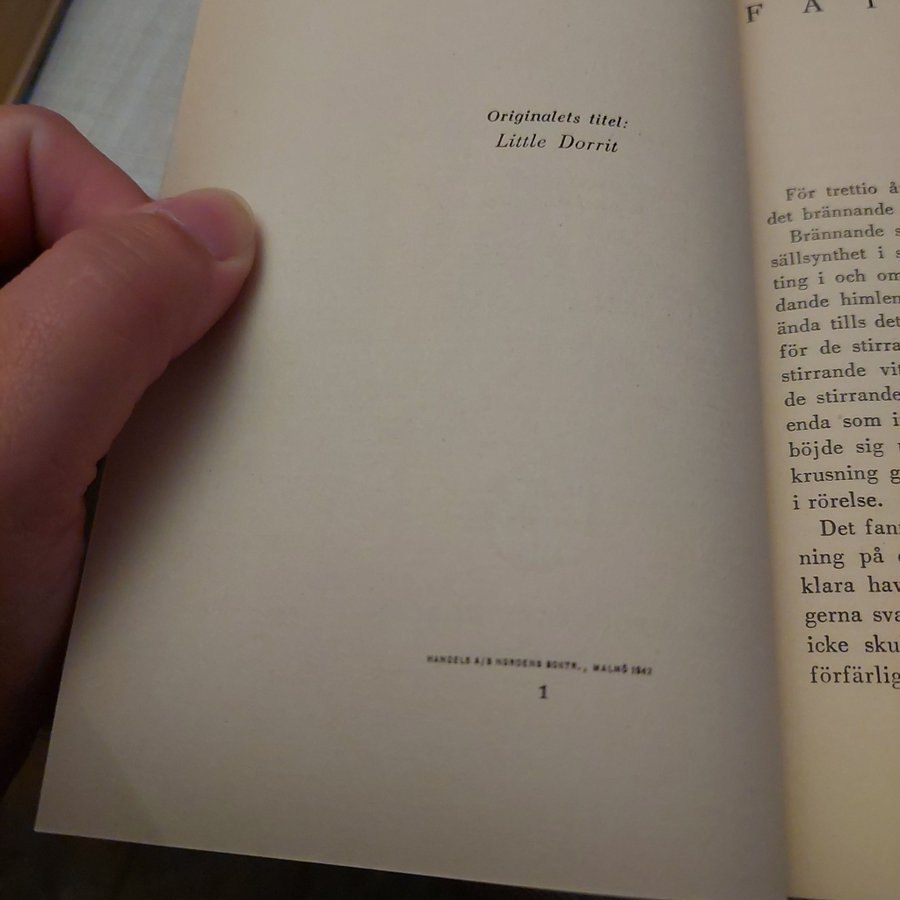 Originalets titel:
Little Dorrit
HANDELS A/B NORDENS BOKTR., MALMÖ 1942
1
F A
För trettio
det brännande
Brännande
sällsynthet i
ting i och om
dande himlen
ända tills det
för de stirra
stirrande vit
de stirrande
enda som i
böjde sig
krusning g
i rörelse.
Det fann
ning på
klara hav
gerna sva
icke sku
förfärlig